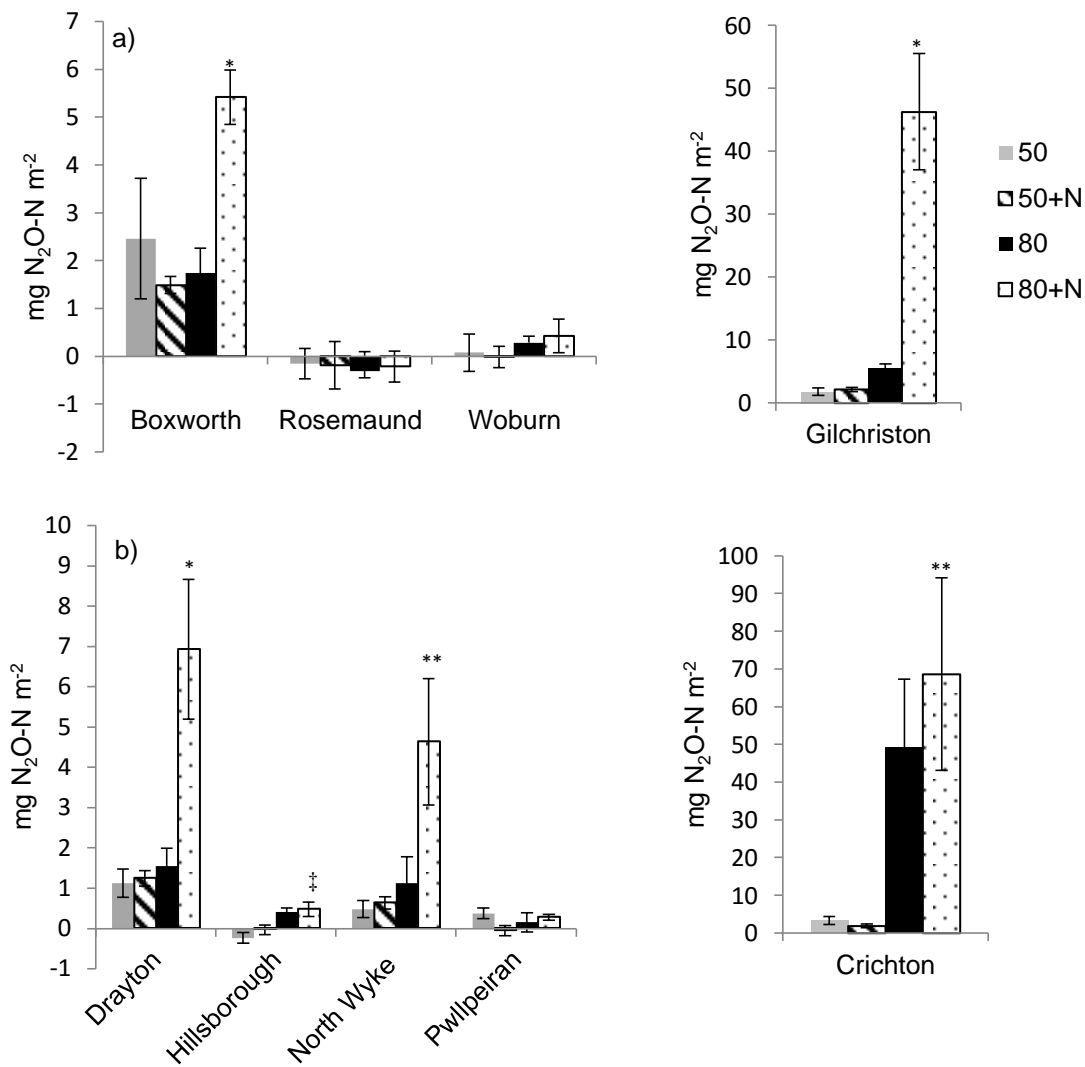 a)
mg N₂O-N m⁻²
6
5
4
3
2
1
0
-1
-2
*
Boxworth
Rosemaund
Woburn
mg N₂O-N m⁻²
60
50
40
30
20
10
0
*
Gilchriston
50
50+N
80
80+N
b)
mg N₂O-N m⁻²
10
9
8
7
6
5
4
3
2
1
0
-1
*
‡
**
Drayton
Hillsborough
North Wyke
Pwllpeiran
mg N₂O-N m⁻²
100
90
80
70
60
50
40
30
20
10
0
**
Crichton